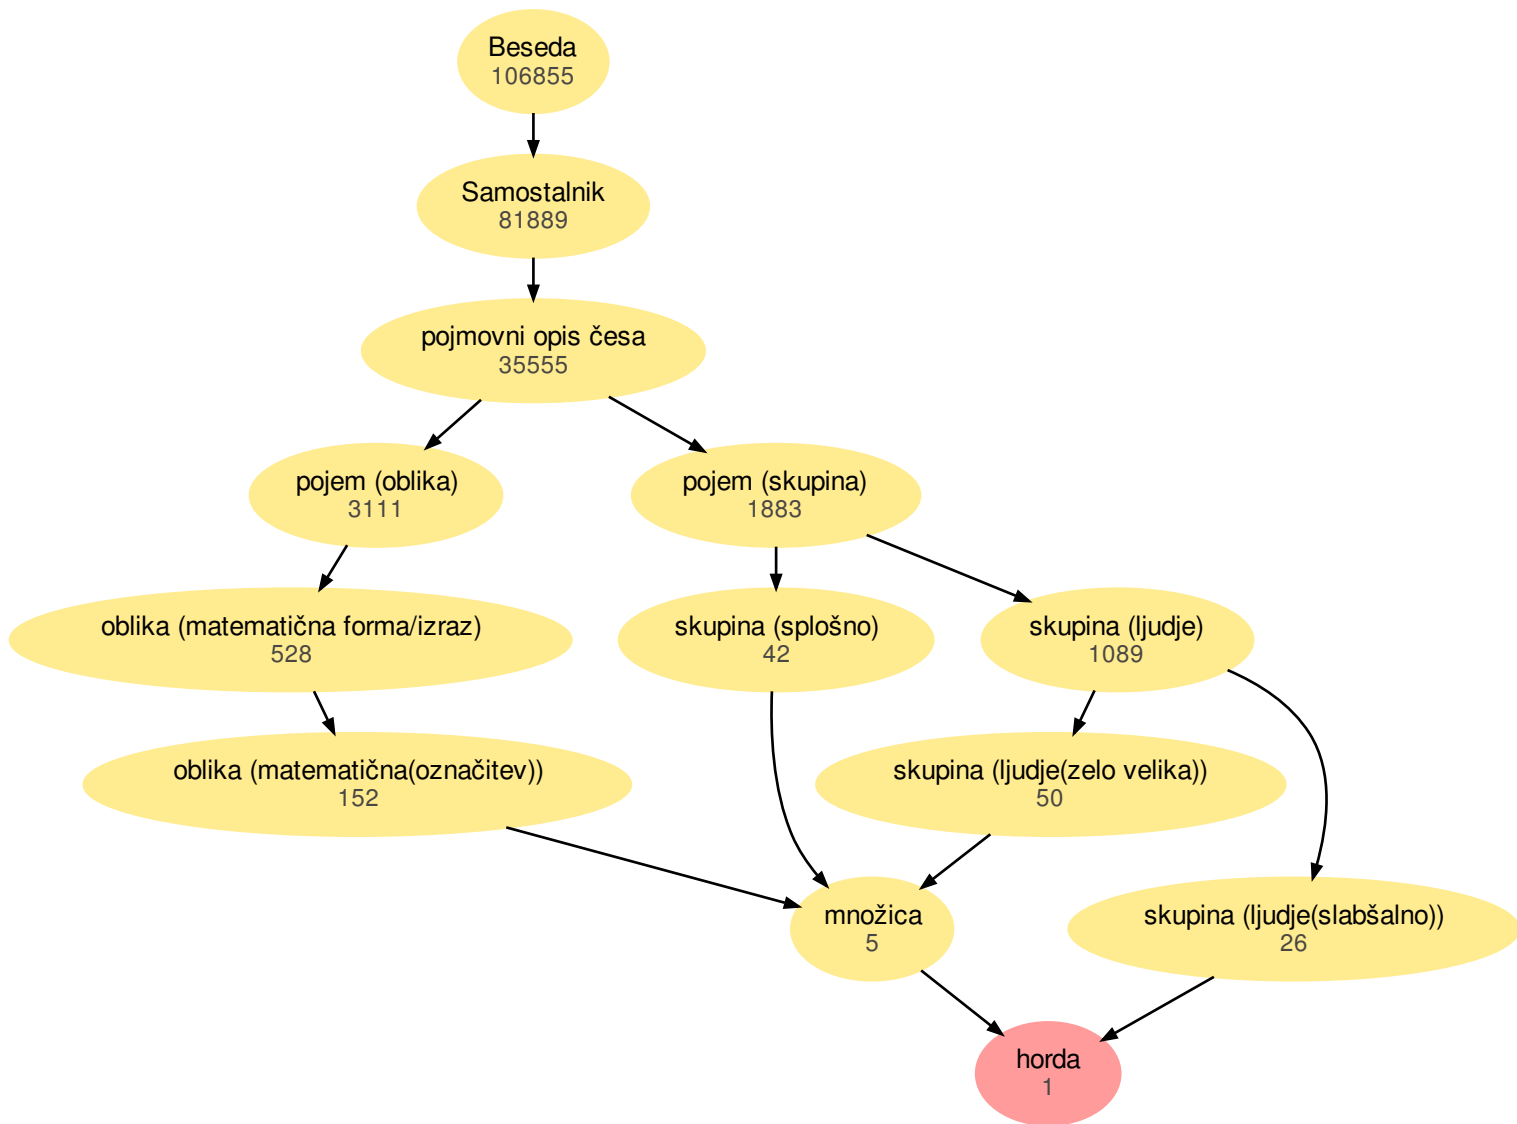 Beseda
106855
Samostalnik
81889
pojmovni opis česa
35555
pojem (oblika)
3111
pojem (skupina)
1883
oblika (matematična forma/izraz)
528
skupina (splošno)
42
skupina (ljudje)
1089
oblika (matematična(označitev))
152
skupina (ljudje(zelo velika))
50
množica
5
skupina (ljudje(slabšalno))
26
horda
1